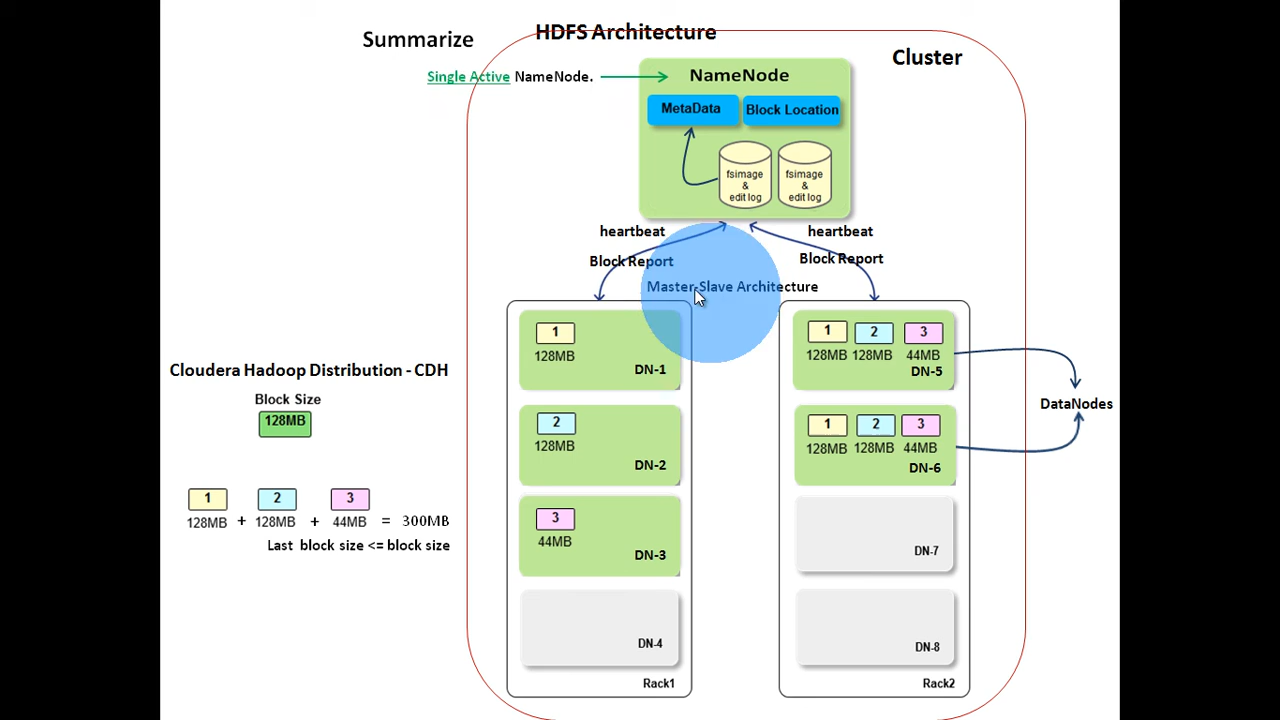 Summarize
HDFS Architecture
Cluster
Single Active NameNode.
NameNode
MetaData
Block Location
fsimage
&
edit log
fsimage
&
edit log
heartbeat
Block Report
heartbeat
Block Report
Master-Slave Architecture
Cloudera Hadoop Distribution - CDH
Block Size
128MB
1 2 3
128MB + 128MB + 44MB = 300MB
Last block size <= block size
1
128MB
DN-1
2
128MB
DN-2
3
44MB
DN-3
DN-4
Rack1
1 2 3
128MB 128MB 44MB
DN-5
1 2 3
128MB 128MB 44MB
DN-6
DN-7
DN-8
Rack2
DataNodes